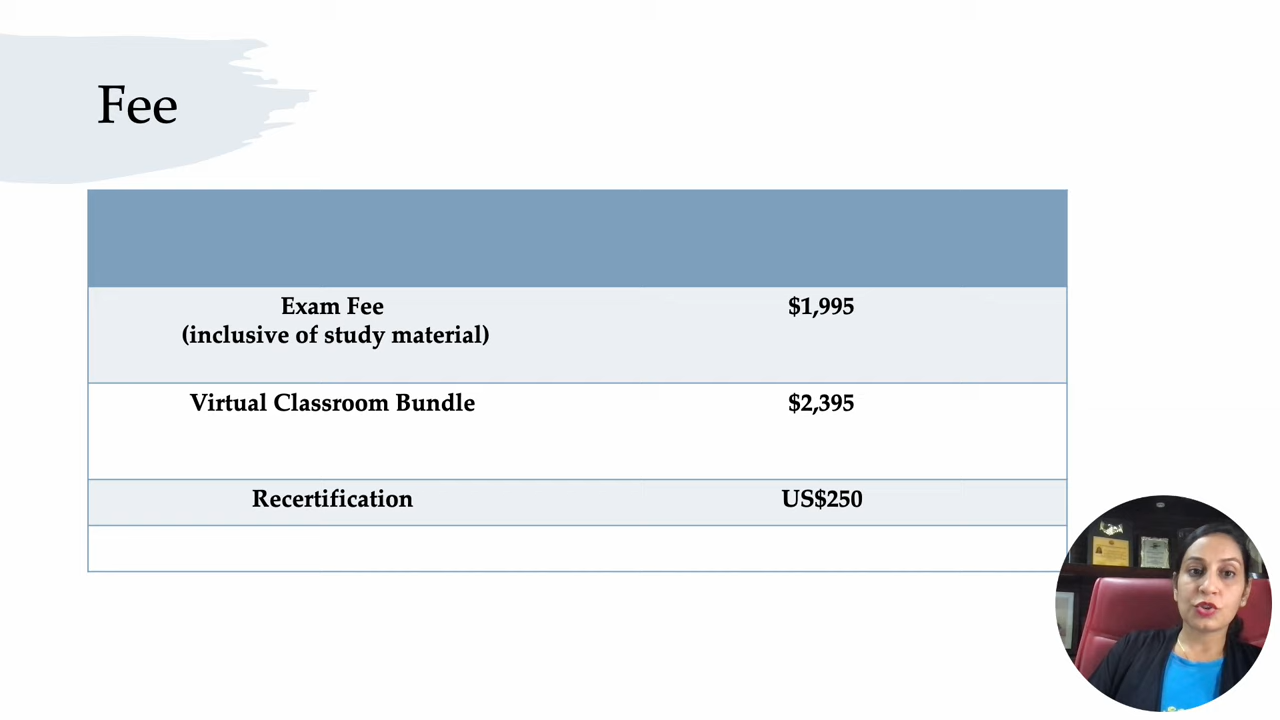 Fee
Exam Fee
(inclusive of study material)
$1,995
Virtual Classroom Bundle
$2,395
Recertification
US$250